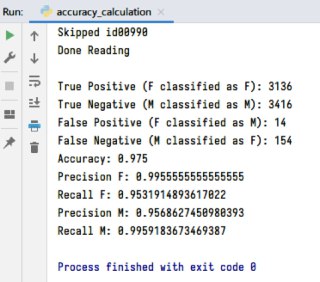 Run: accuracy_calculation
Skipped id00990
Done Reading
True Positive (F classified as F): 3136
True Negative (M classified as M): 3416
False Positive (F classified as M): 14
False Negative (M classified as F): 154
Accuracy: 0.975
Precision F: 0.9955555555555555
Recall F: 0.9531914893617022
Precision M: 0.9568627450980393
Recall M: 0.9959183673469387
Process finished with exit code 0